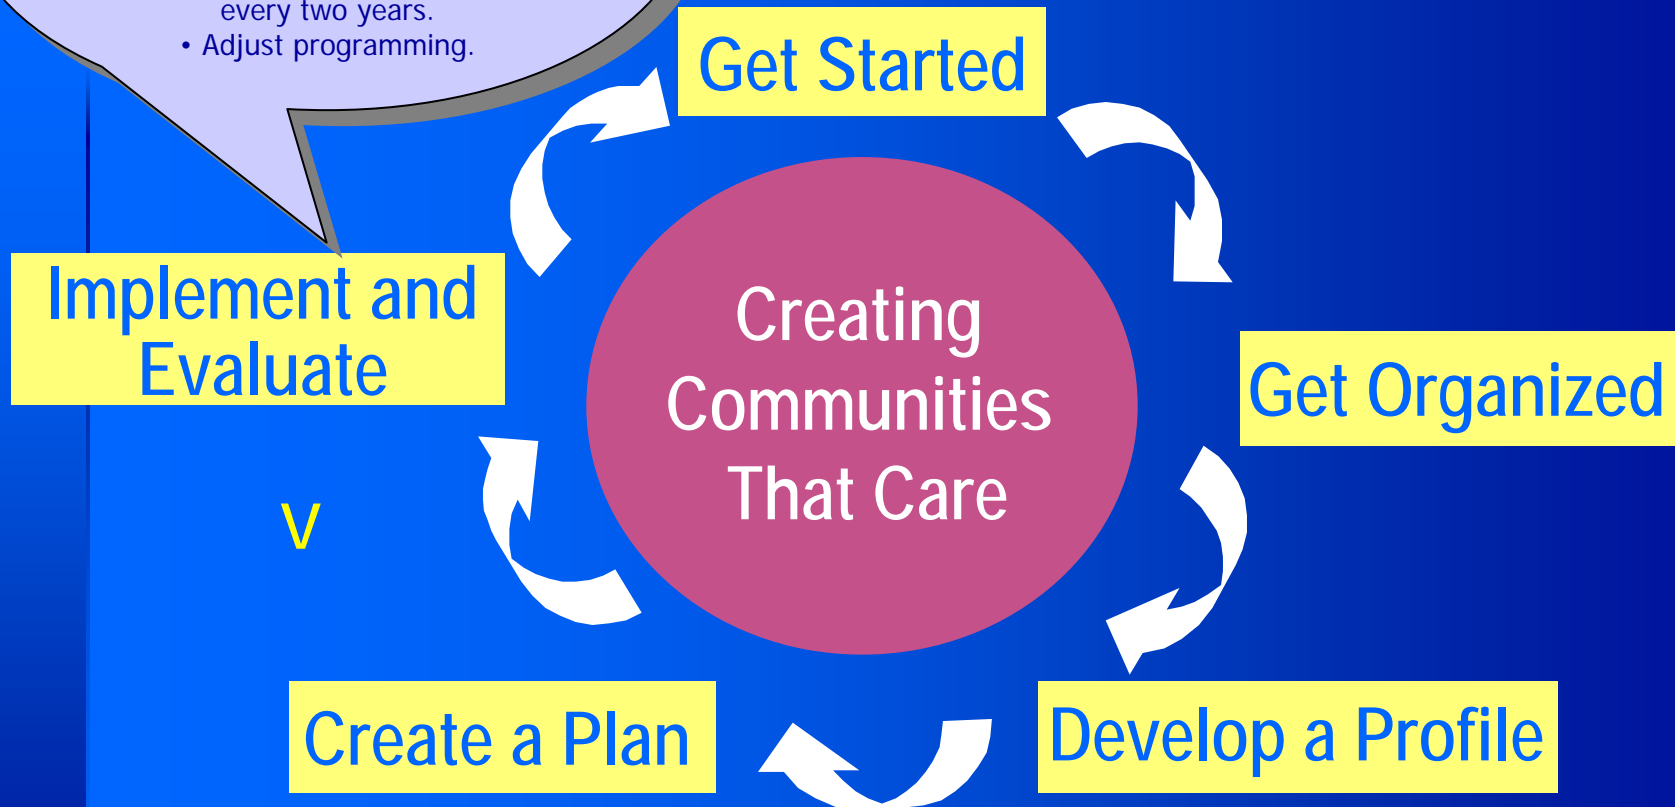 every two years.
• Adjust programming.
Get Started
Implement and
Evaluate
Creating
Communities
That Care
Get Organized
V
Create a Plan
Develop a Profile